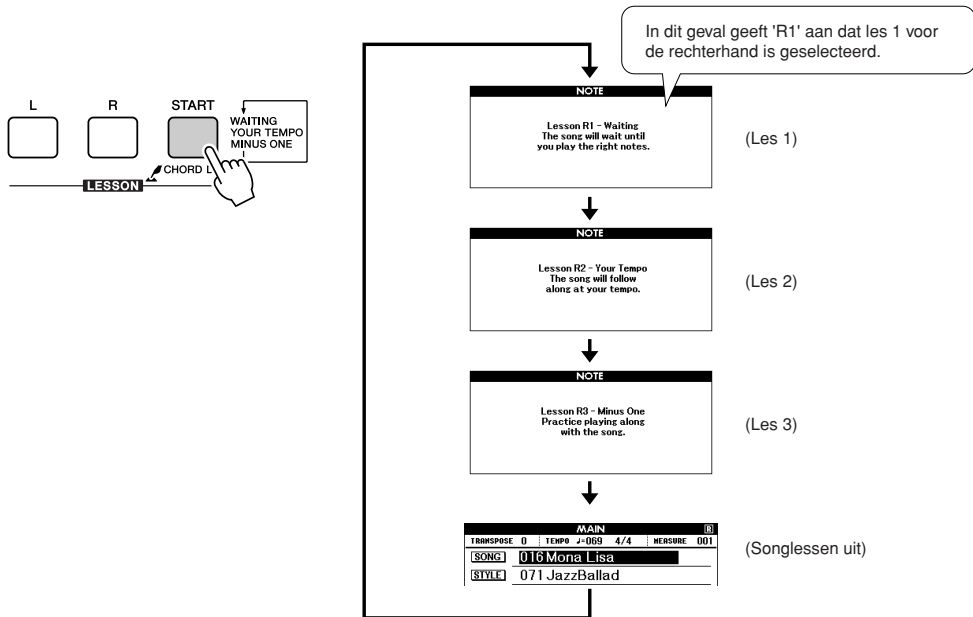 In dit geval geeft 'R1' aan dat les 1 voor
de rechterhand is geselecteerd.
L R START
WAITING
YOUR TEMPO
MINUS ONE
CHORD L
LESSON
NOTE
Lesson R1 - Waiting
The song will wait until
you play the right notes.
(Les 1)
NOTE
Lesson R2 - Your Tempo
The song will follow
along at your tempo.
(Les 2)
NOTE
Lesson R3 - Minus One
Practice playing along
with the song.
(Les 3)
MAIN R
TRANSPOSE 0 TEMPO ♩=069 4/4 MEASURE 001
SONG 016 Mona Lisa
STYLE 071 JazzBallad
(Songlessen uit)